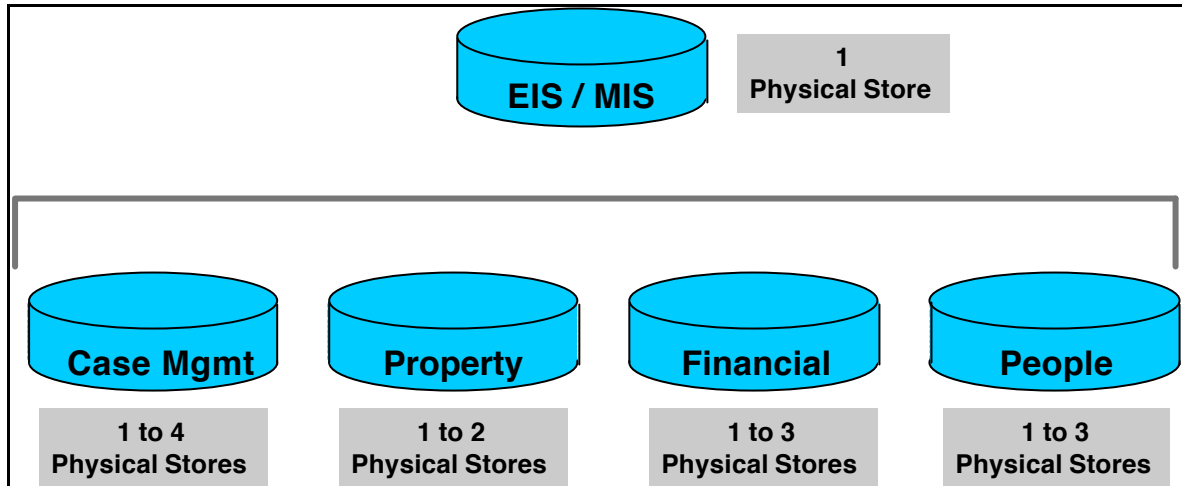 EIS / MIS
1
Physical Store
Case Mgmt
Property
Financial
People
1 to 4
Physical Stores
1 to 2
Physical Stores
1 to 3
Physical Stores
1 to 3
Physical Stores